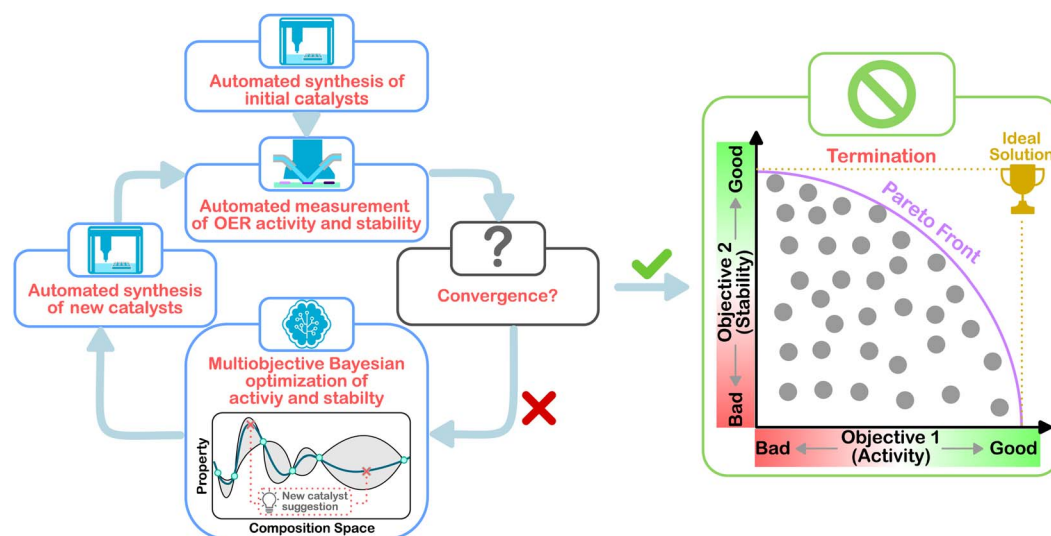 Automated synthesis of
initial catalysts
Automated measurement
of OER activity and stability
Automated synthesis
of new catalysts
?
Convergence?
Multiobjective Bayesian
optimization of
activiy and stabilty
Property
New catalyst
suggestion
Composition Space
Termination
Ideal
Solution
Pareto Front
Good
Objective 2
(Stability)
Bad
Bad
Objective 1
(Activity)
Good